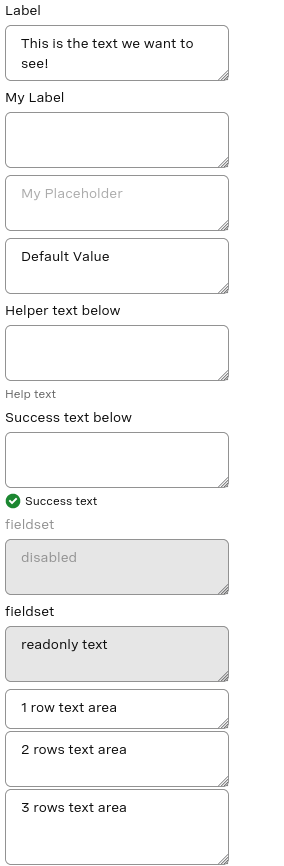 Label
This is the text we want to
see!
My Label
My Placeholder
Default Value
Helper text below
Help text
Success text below
Success text
fieldset
disabled
fieldset
readonly text
1 row text area
2 rows text area
3 rows text area